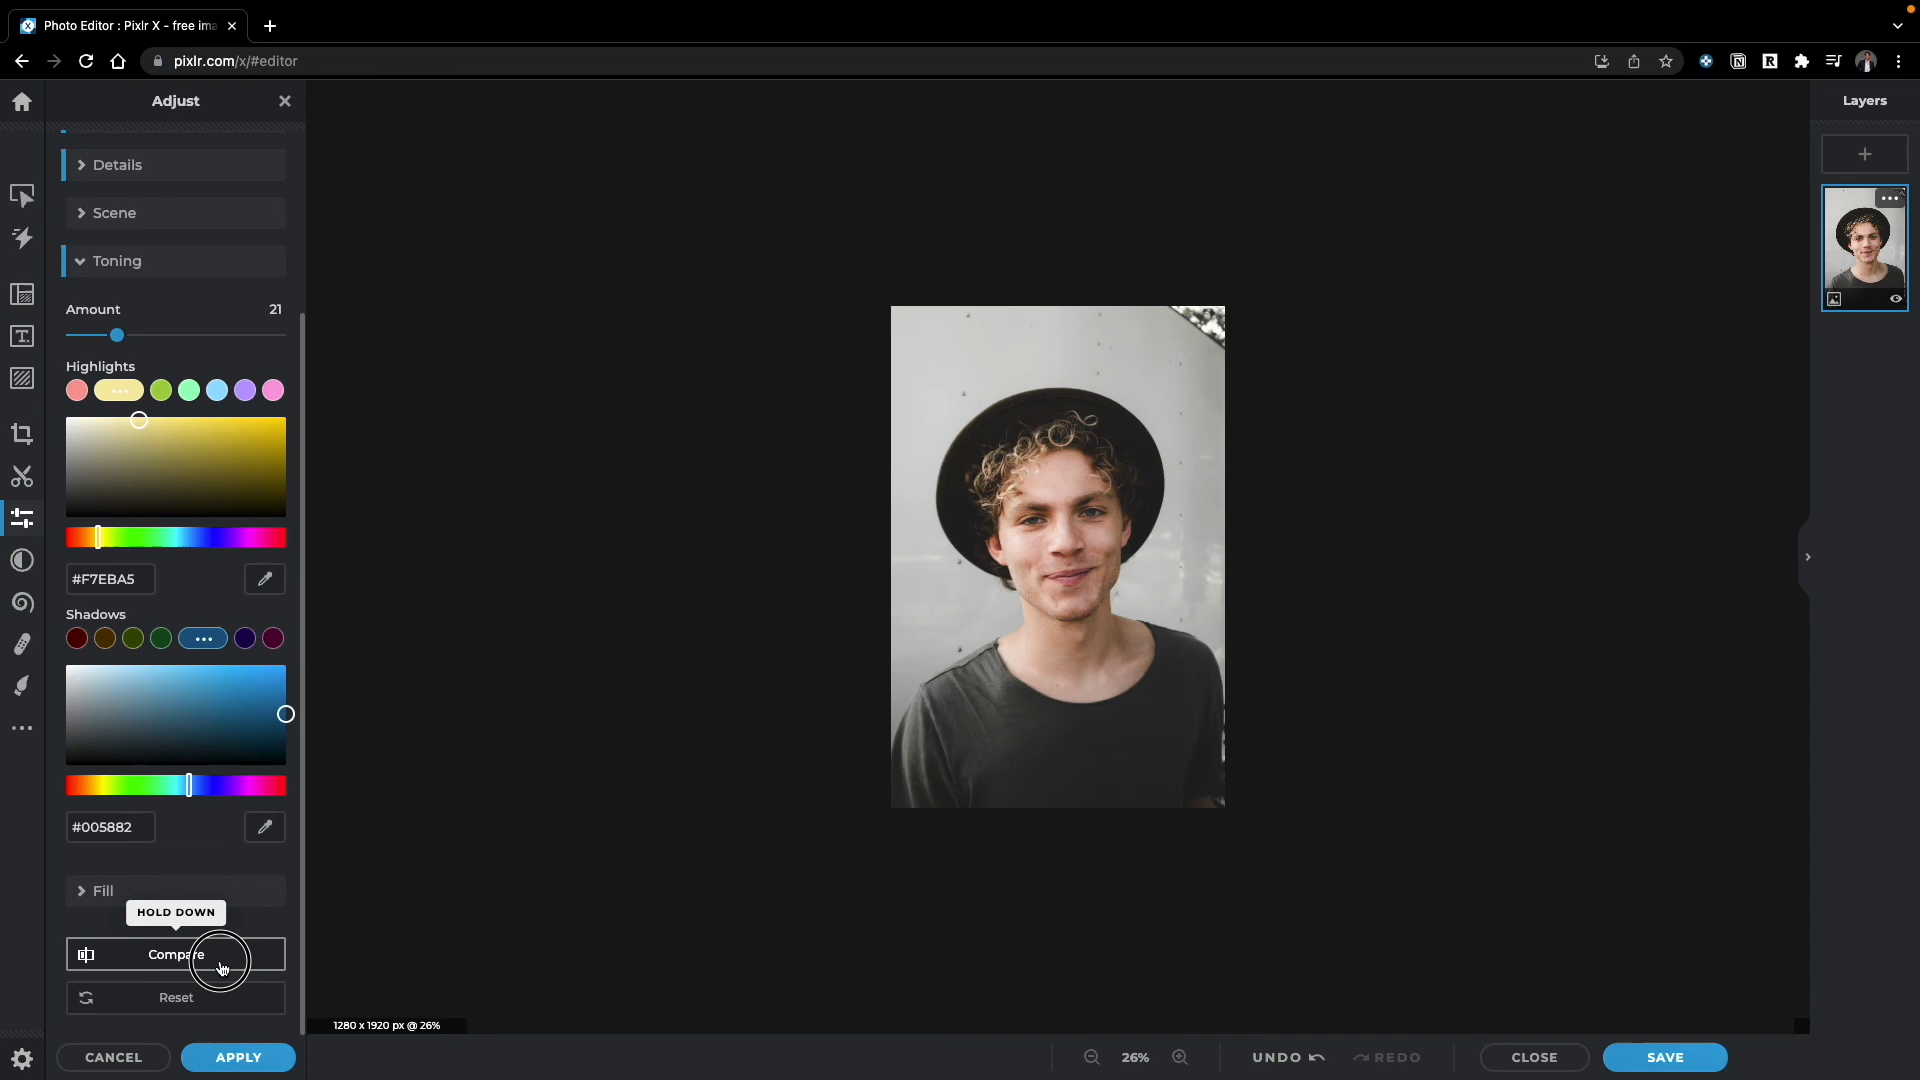 Photo Editor : Pixlr X - free ima
pixlr.com/x/#editor
Adjust
Layers
Details
Scene
Toning
Amount 21
Highlights
#F7EBA5
Shadows
#005882
Fill
HOLD DOWN
Compare
Reset
1280 x 1920 px @ 26%
CANCEL
APPLY
26%
UNDO
REDO
CLOSE
SAVE